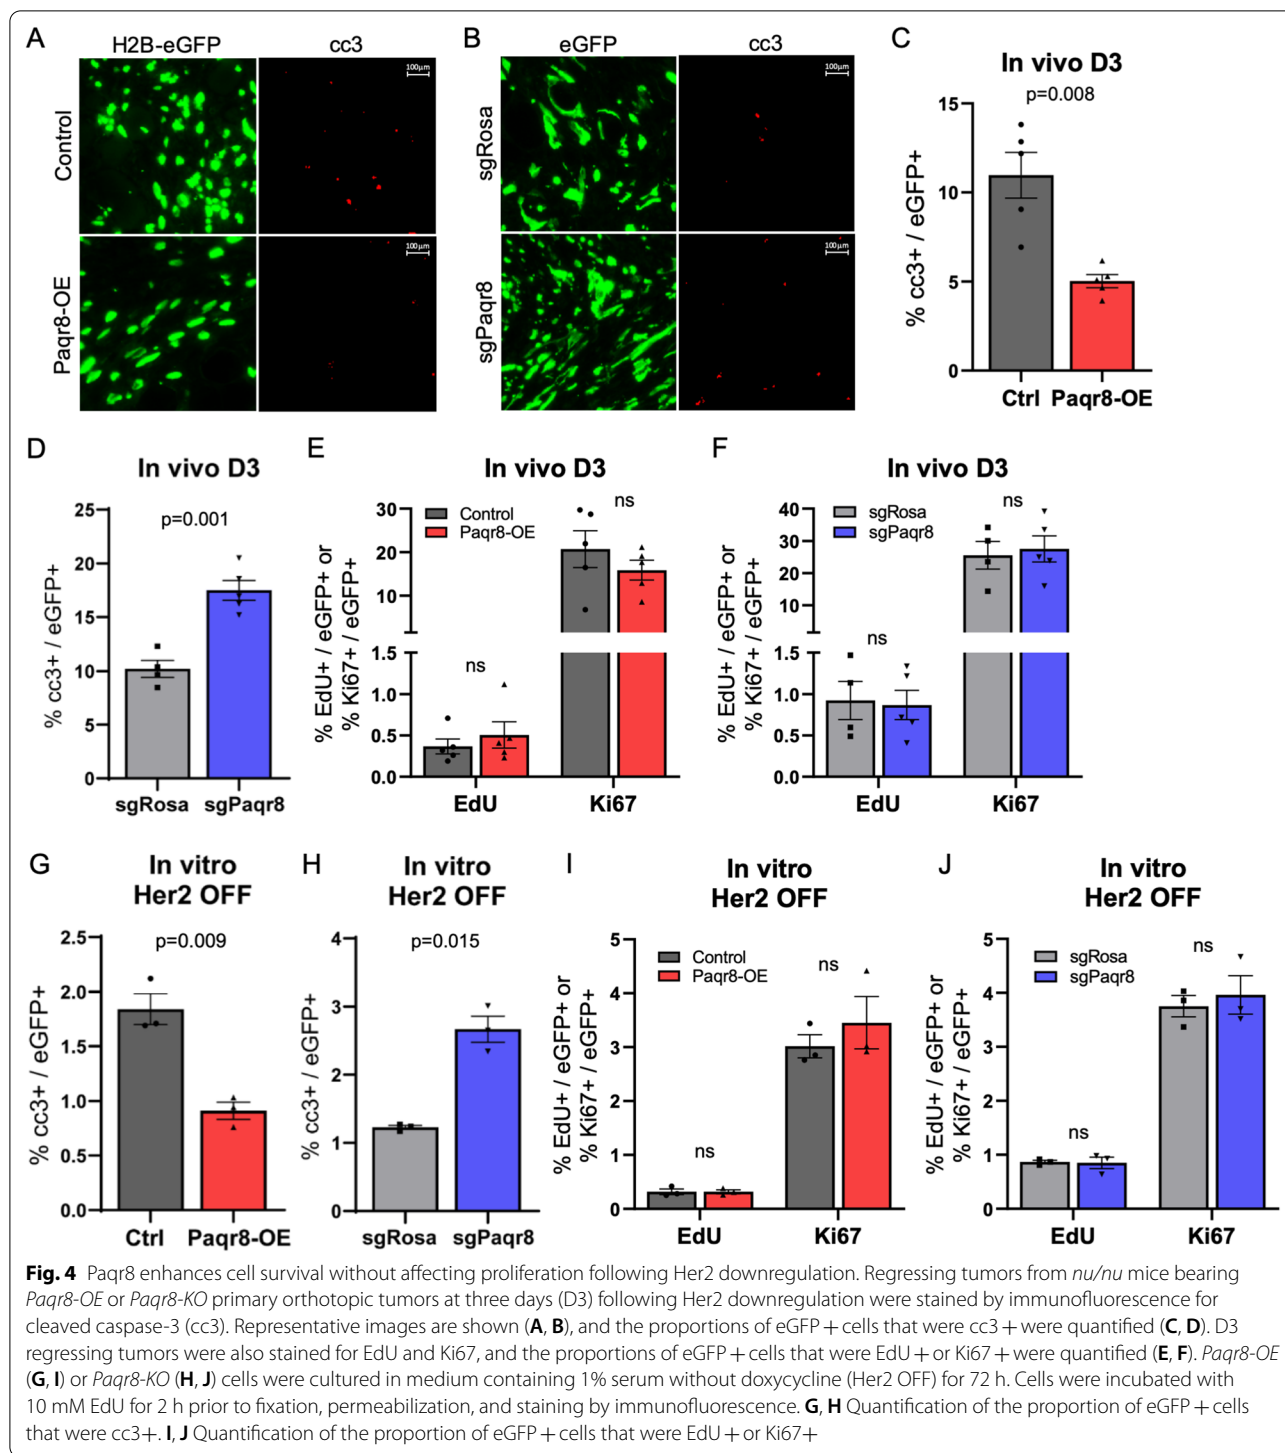 A
H2B-eGFP
cc3
Control
100µm
Paqr8-OE
100µm
B
eGFP
cc3
sgRosa
100µm
sgPaqr8
100µm
C
In vivo D3
p=0.008
% cc3+ / eGFP+
15
10
5
0
Ctrl Paqr8-OE
D
In vivo D3
p=0.001
% cc3+ / eGFP+
25
20
15
10
5
0
sgRosa sgPaqr8
E
In vivo D3
Control
Paqr8-OE
ns
ns
% EdU+ / eGFP+ or
% Ki67+ / eGFP+
30
20
10
1.5
1.0
0.5
0.0
EdU Ki67
F
In vivo D3
sgRosa
sgPaqr8
ns
ns
% EdU+ / eGFP+ or
% Ki67+ / eGFP+
40
30
20
10
1.5
1.0
0.5
0.0
EdU Ki67
G
In vitro
Her2 OFF
p=0.009
% cc3+ / eGFP+
2.5
2.0
1.5
1.0
0.5
0.0
Ctrl Paqr8-OE
H
In vitro
Her2 OFF
p=0.015
% cc3+ / eGFP+
4
3
2
1
0
sgRosa sgPaqr8
I
In vitro
Her2 OFF
Control
Paqr8-OE
ns
ns
% EdU+ / eGFP+ or
% Ki67+ / eGFP+
5
4
3
2
1
0
EdU Ki67
J
In vitro
Her2 OFF
sgRosa
sgPaqr8
ns
ns
% EdU+ / eGFP+ or
% Ki67+ / eGFP+
5
4
3
2
1
0
EdU Ki67
Fig. 4 Paqr8 enhances cell survival without affecting proliferation following Her2 downregulation. Regressing tumors from nu/nu mice bearing
Paqr8-OE or Paqr8-KO primary orthotopic tumors at three days (D3) following Her2 downregulation were stained by immunofluorescence for
cleaved caspase-3 (cc3). Representative images are shown (A, B), and the proportions of eGFP + cells that were cc3 + were quantified (C, D). D3
regressing tumors were also stained for EdU and Ki67, and the proportions of eGFP + cells that were EdU + or Ki67 + were quantified (E, F). Paqr8-OE
(G, I) or Paqr8-KO (H, J) cells were cultured in medium containing 1% serum without doxycycline (Her2 OFF) for 72 h. Cells were incubated with
10 mM EdU for 2 h prior to fixation, permeabilization, and staining by immunofluorescence. G, H Quantification of the proportion of eGFP + cells
that were cc3+. I, J Quantification of the proportion of eGFP + cells that were EdU + or Ki67+